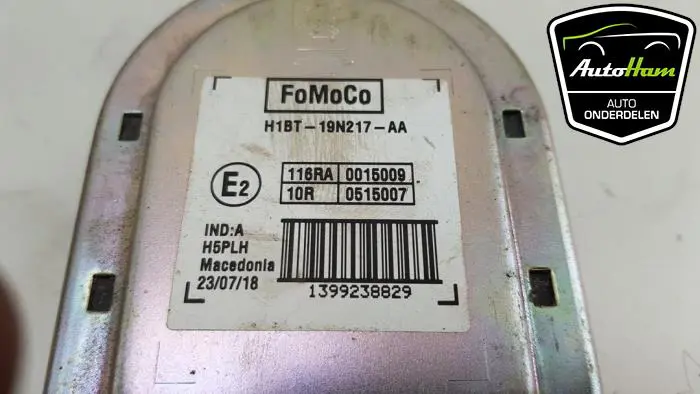 FoMoCo
H1BT-19N217-AA
E2
116RA 0015009
10R 0515007
IND:A
H5PLH
Macedonia
23/07/18
1399238829
AutoHam
AUTO
ONDERDELEN